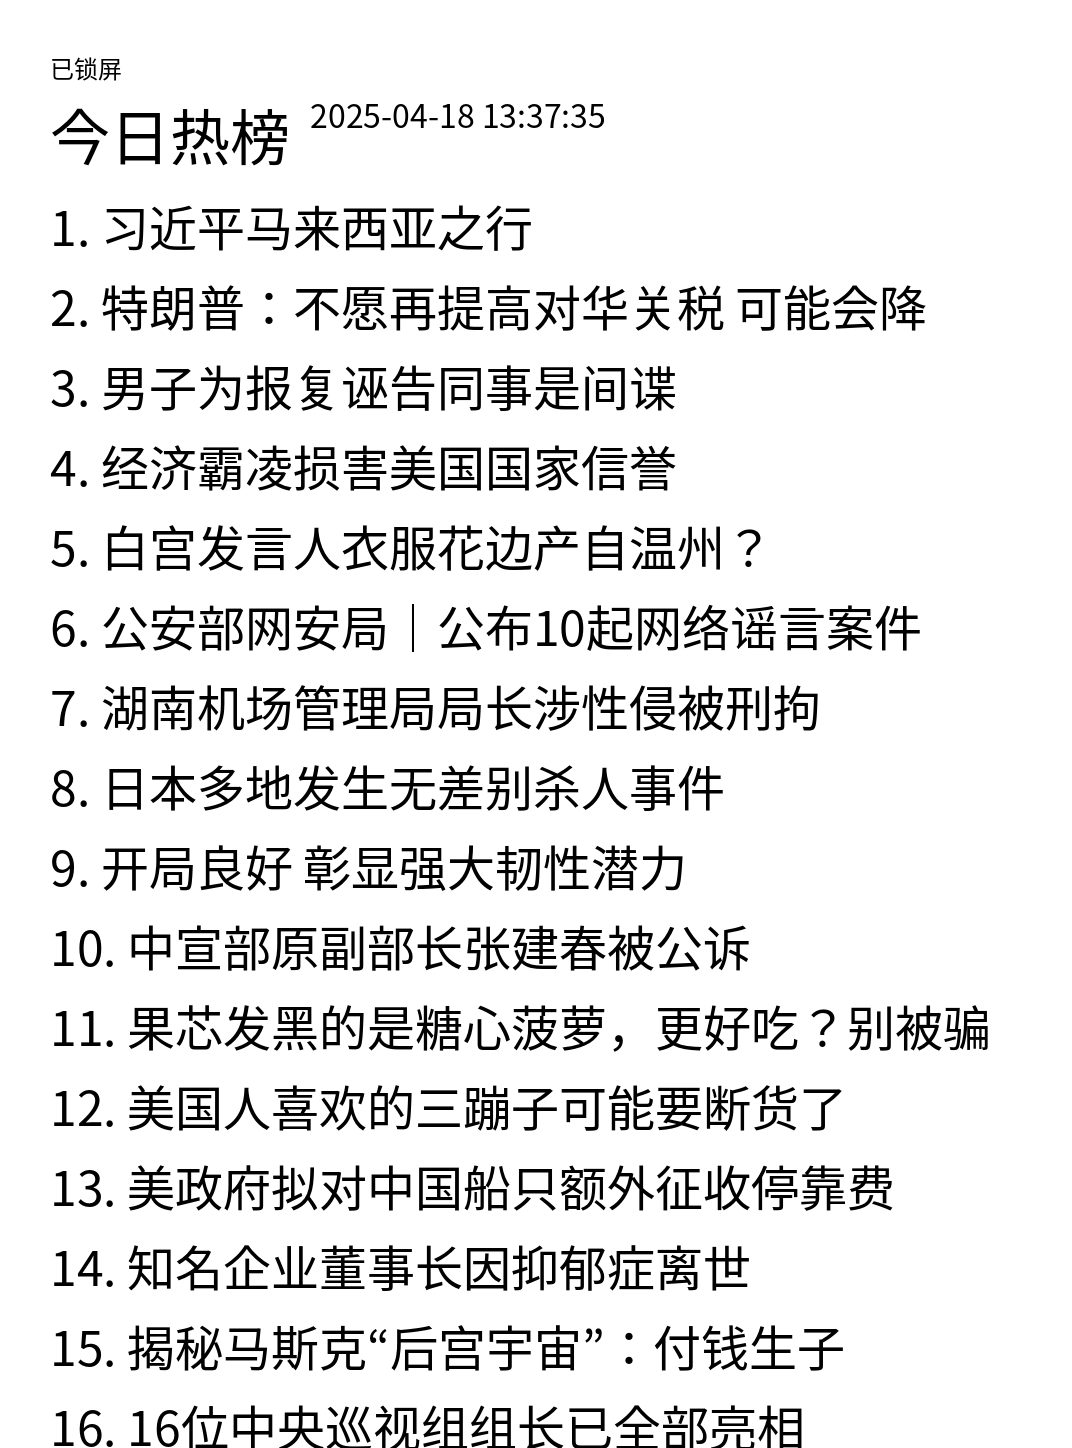 已锁屏
今日热榜 2025-04-18 13:37:35
1. 习近平马来西亚之行
2. 特朗普：不愿再提高对华关税 可能会降
3. 男子为报复诬告同事是间谍
4. 经济霸凌损害美国国家信誉
5. 白宫发言人衣服花边产自温州？
6. 公安部网安局｜公布10起网络谣言案件
7. 湖南机场管理局局长涉性侵被刑拘
8. 日本多地发生无差别杀人事件
9. 开局良好 彰显强大韧性潜力
10. 中宣部原副部长张建春被公诉
11. 果芯发黑的是糖心菠萝，更好吃？别被骗
12. 美国人喜欢的三蹦子可能要断货了
13. 美政府拟对中国船只额外征收停靠费
14. 知名企业董事长因抑郁症离世
15. 揭秘马斯克“后宫宇宙”：付钱生子
16. 16位中央巡视组组长已全部亮相